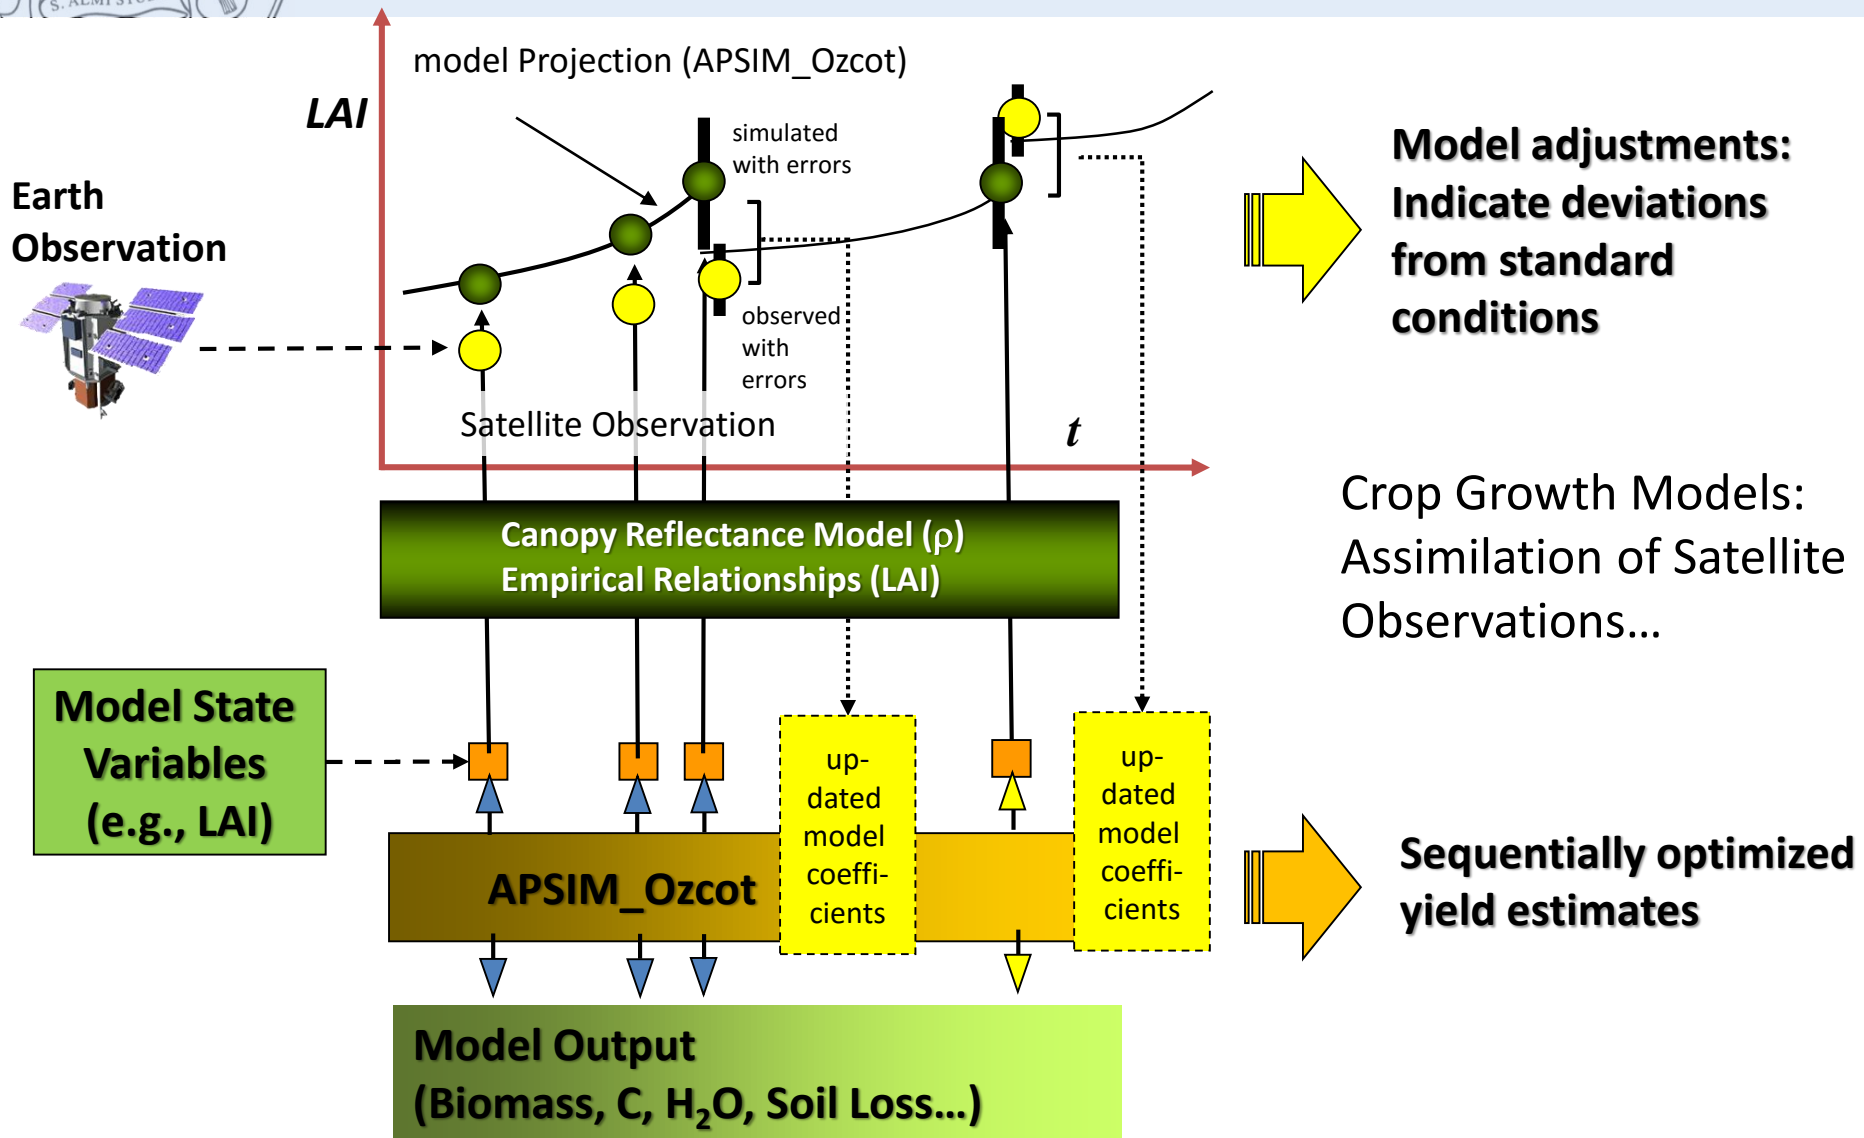 S. ALMI STUD
model Projection (APSIM_Ozcot)
LAI
simulated
with errors
Earth
Observation
observed
with
errors
Satellite Observation
t
Model adjustments:
Indicate deviations
from standard
conditions
Canopy Reflectance Model (ρ)
Empirical Relationships (LAI)
Crop Growth Models:
Assimilation of Satellite
Observations...
Model State
Variables
(e.g., LAI)
up-
dated
model
coeffi-
cients
up-
dated
model
coeffi-
cients
APSIM_Ozcot
Sequentially optimized
yield estimates
Model Output
(Biomass, C, H₂O, Soil Loss...)